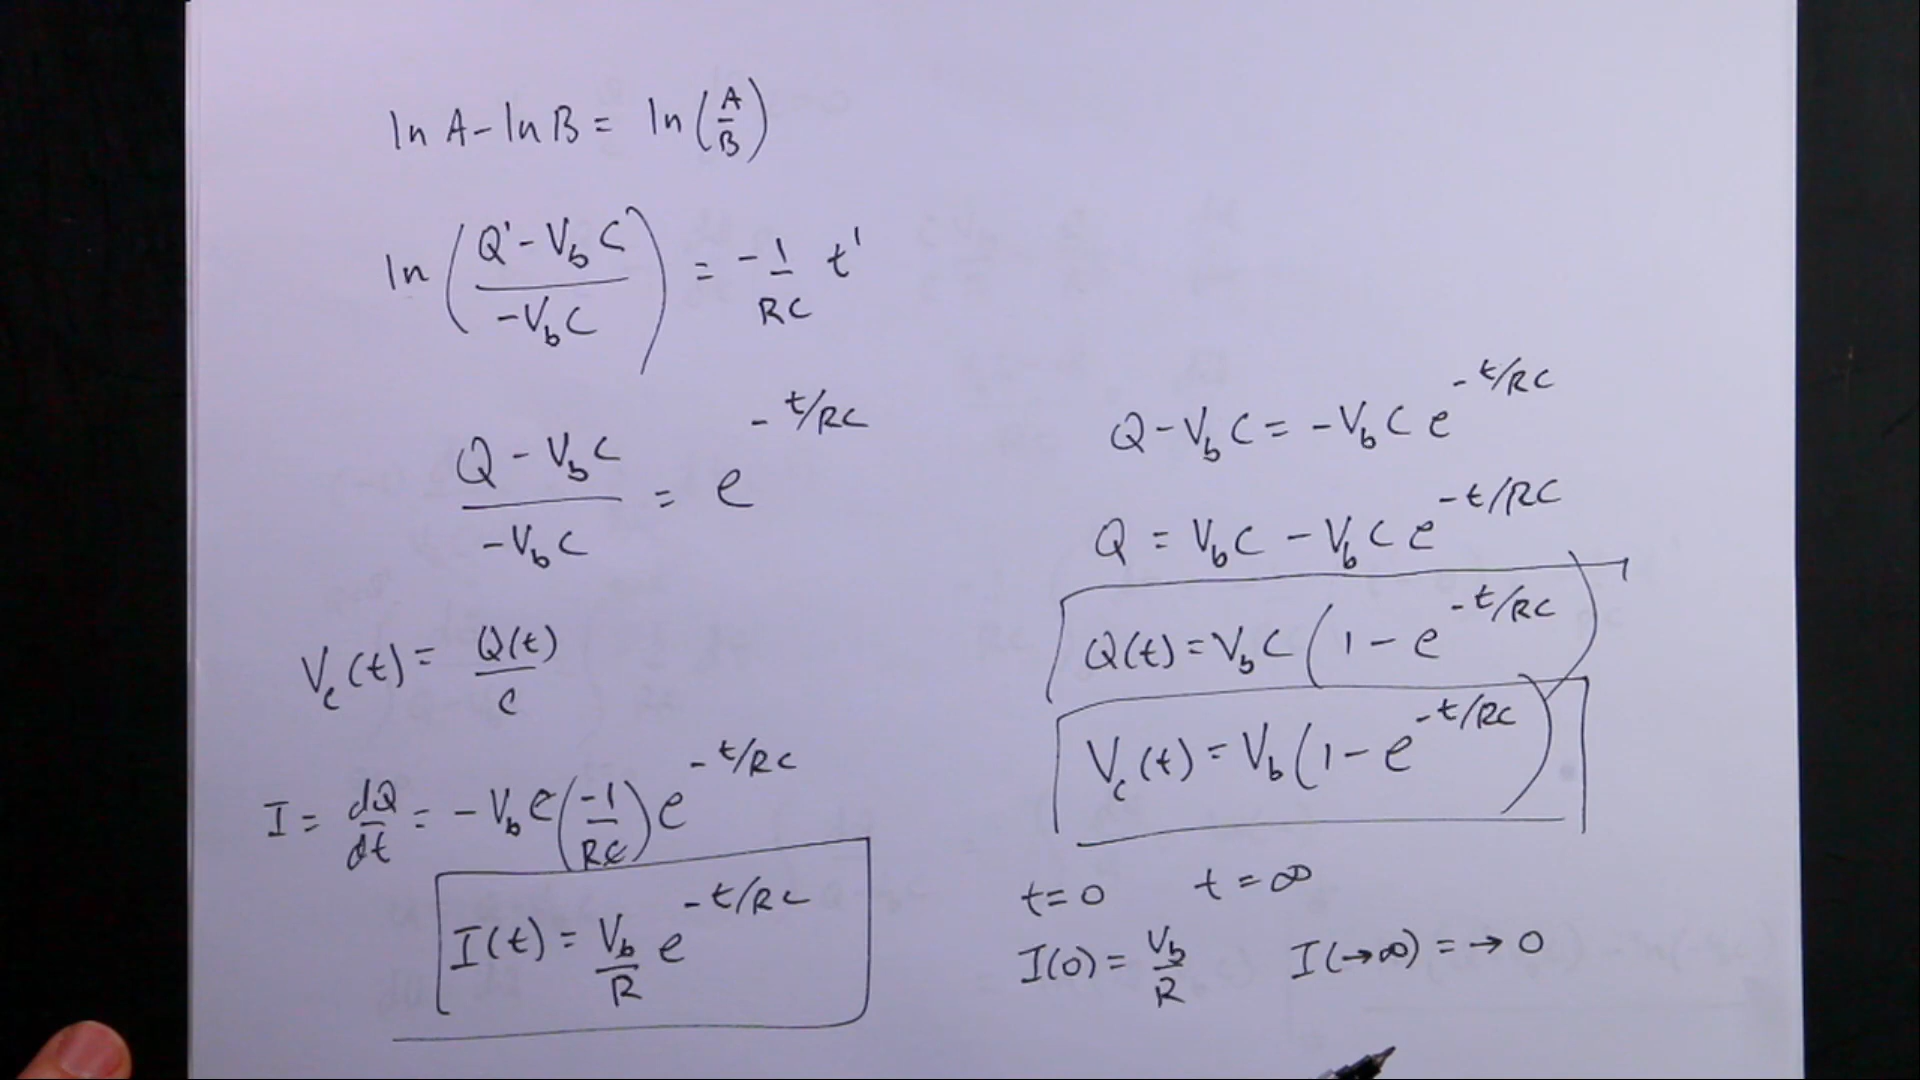 ln A - ln B = ln(A/B)
ln((Q' - V_b C)/(-V_b C)) = -1/RC t'
(Q - V_b C)/(-V_b C) = e^(-t/RC)
V_c(t) = Q(t)/C
I = dQ/dt = -V_b C(-1/RC)e^(-t/RC)
I(t) = V_b/R e^(-t/RC)
Q - V_b C = -V_b C e^(-t/RC)
Q = V_b C - V_b C e^(-t/RC)
Q(t) = V_b C(1 - e^(-t/RC))
V_c(t) = V_b(1 - e^(-t/RC))
t = 0 t = ∞
I(0) = V_b/R I(→∞) = → 0